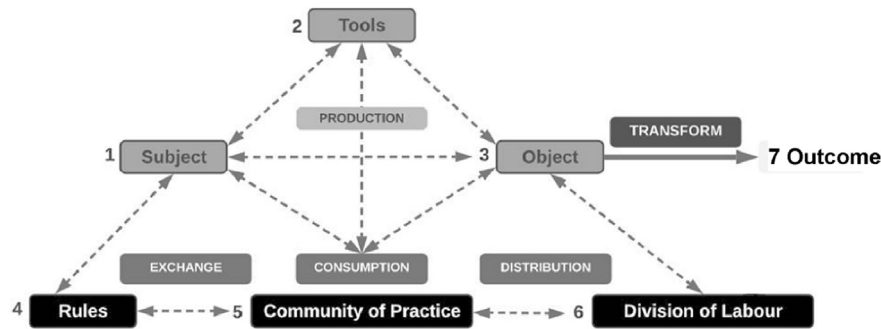 2 Tools
PRODUCTION
TRANSFORM
1 Subject
3 Object
7 Outcome
EXCHANGE
CONSUMPTION
DISTRIBUTION
4 Rules
5 Community of Practice
6 Division of Labour